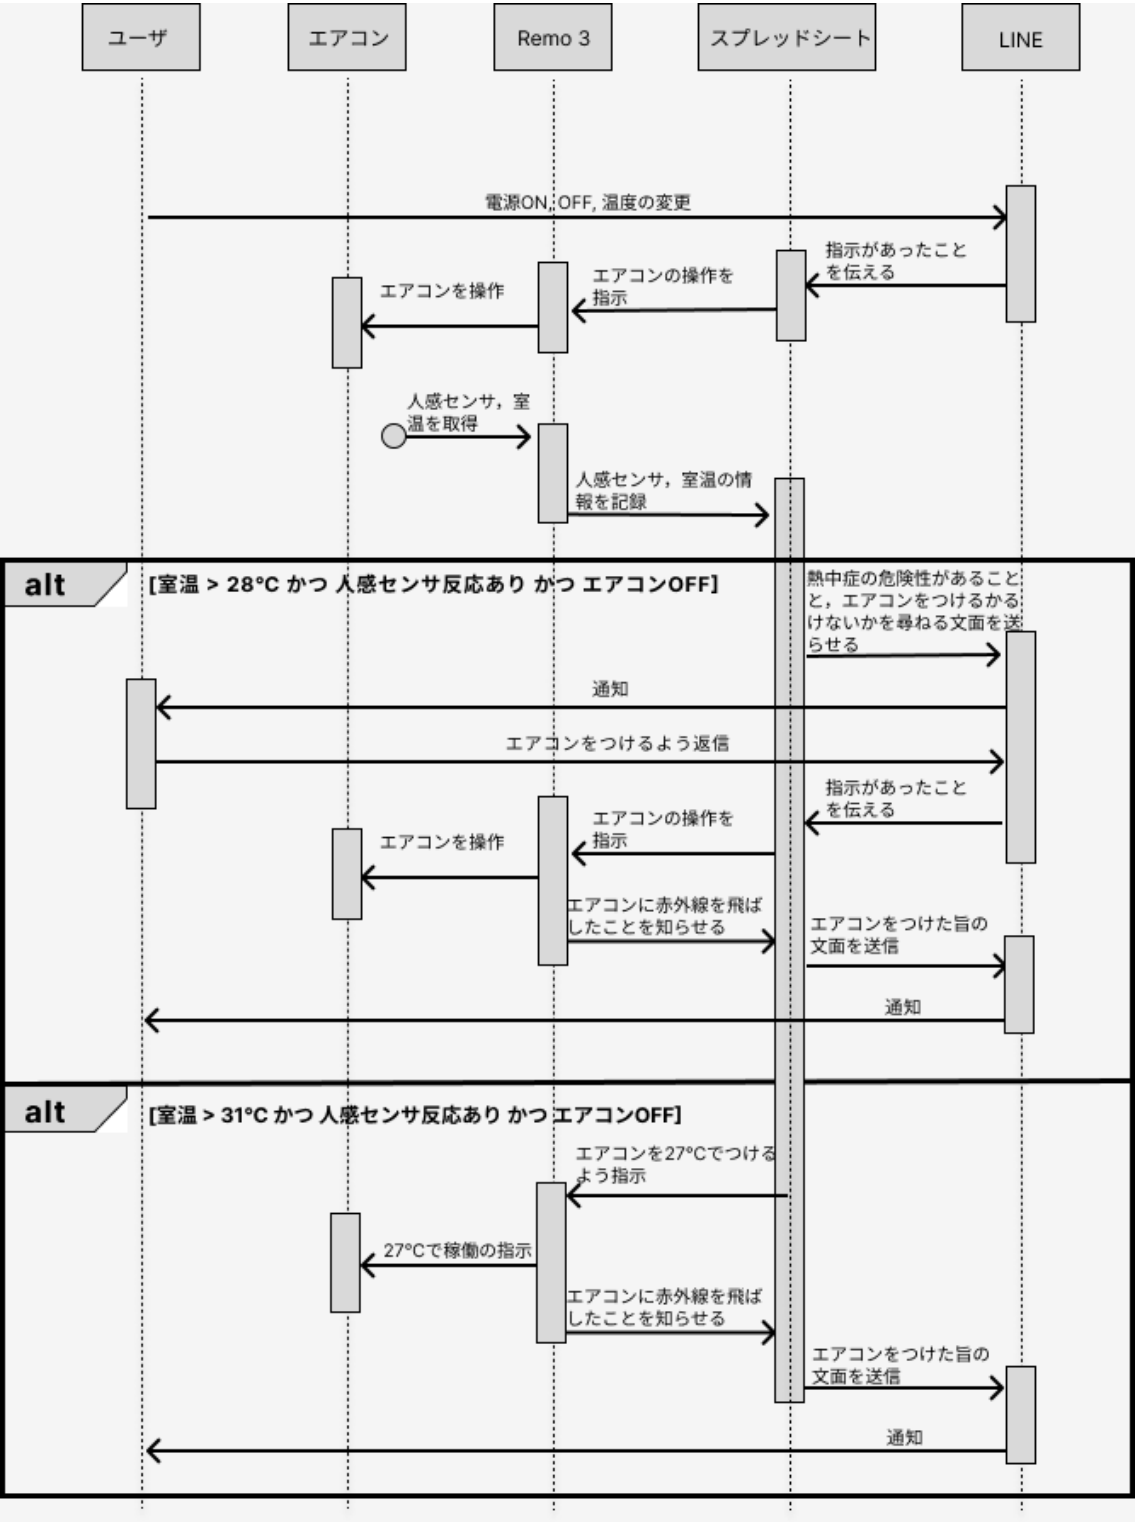 ユーザ
エアコン
Remo 3
スプレッドシート
LINE
電源ON, OFF, 温度の変更
指示があったこと
を伝える
エアコンの操作を
指示
エアコンを操作
人感センサ，室
温を取得
人感センサ，室温の情
報を記録
alt
[室温 > 28°C かつ 人感センサ反応あり かつ エアコンOFF]
熱中症の危険性があること
と，エアコンをつけるかる
けないかを尋ねる文面を送
らせる
通知
エアコンをつけるよう返信
指示があったこと
を伝える
エアコンの操作を
指示
エアコンを操作
エアコンに赤外線を飛ば
したことを知らせる
エアコンをつけた旨の
文面を送信
通知
alt
[室温 > 31°C かつ 人感センサ反応あり かつ エアコンOFF]
エアコンを27°Cでつける
よう指示
27°Cで稼働の指示
エアコンに赤外線を飛ば
したことを知らせる
エアコンをつけた旨の
文面を送信
通知